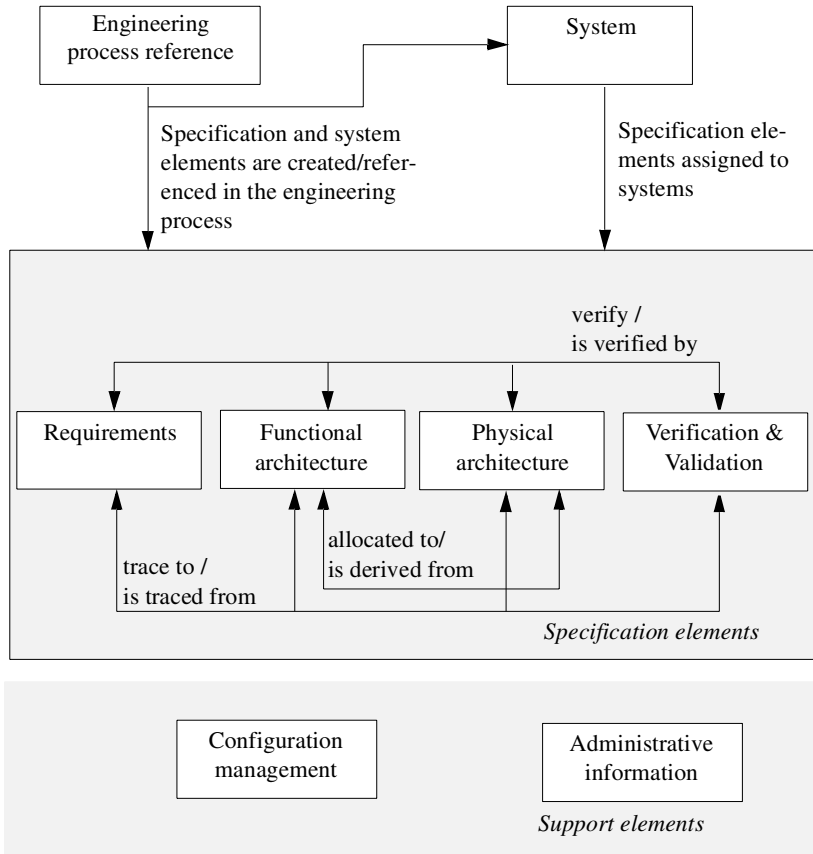 Engineering
process reference
System
Specification and system
elements are created/refer-
enced in the engineering
process
Specification ele-
ments assigned to
systems
verify /
is verified by
Requirements
Functional
architecture
Physical
architecture
Verification &
Validation
allocated to/
is derived from
trace to /
is traced from
Specification elements
Configuration
management
Administrative
information
Support elements